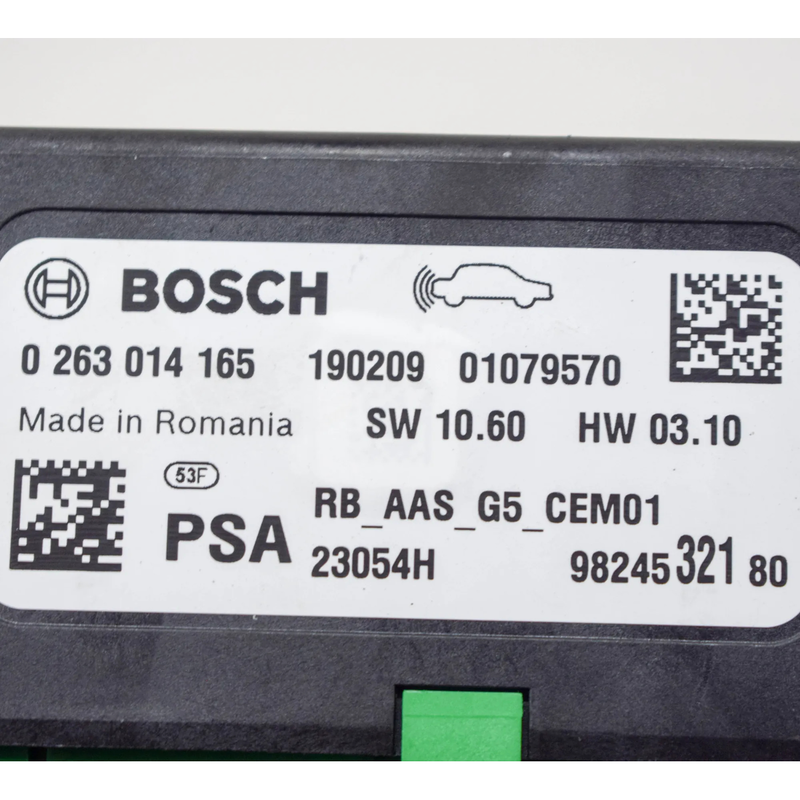 BOSCH
0 263 014 165 190209 01079570
Made in Romania SW 10.60 HW 03.10
53F
PSA RB_AAS_G5_CEM01
23054H 98245 321 80